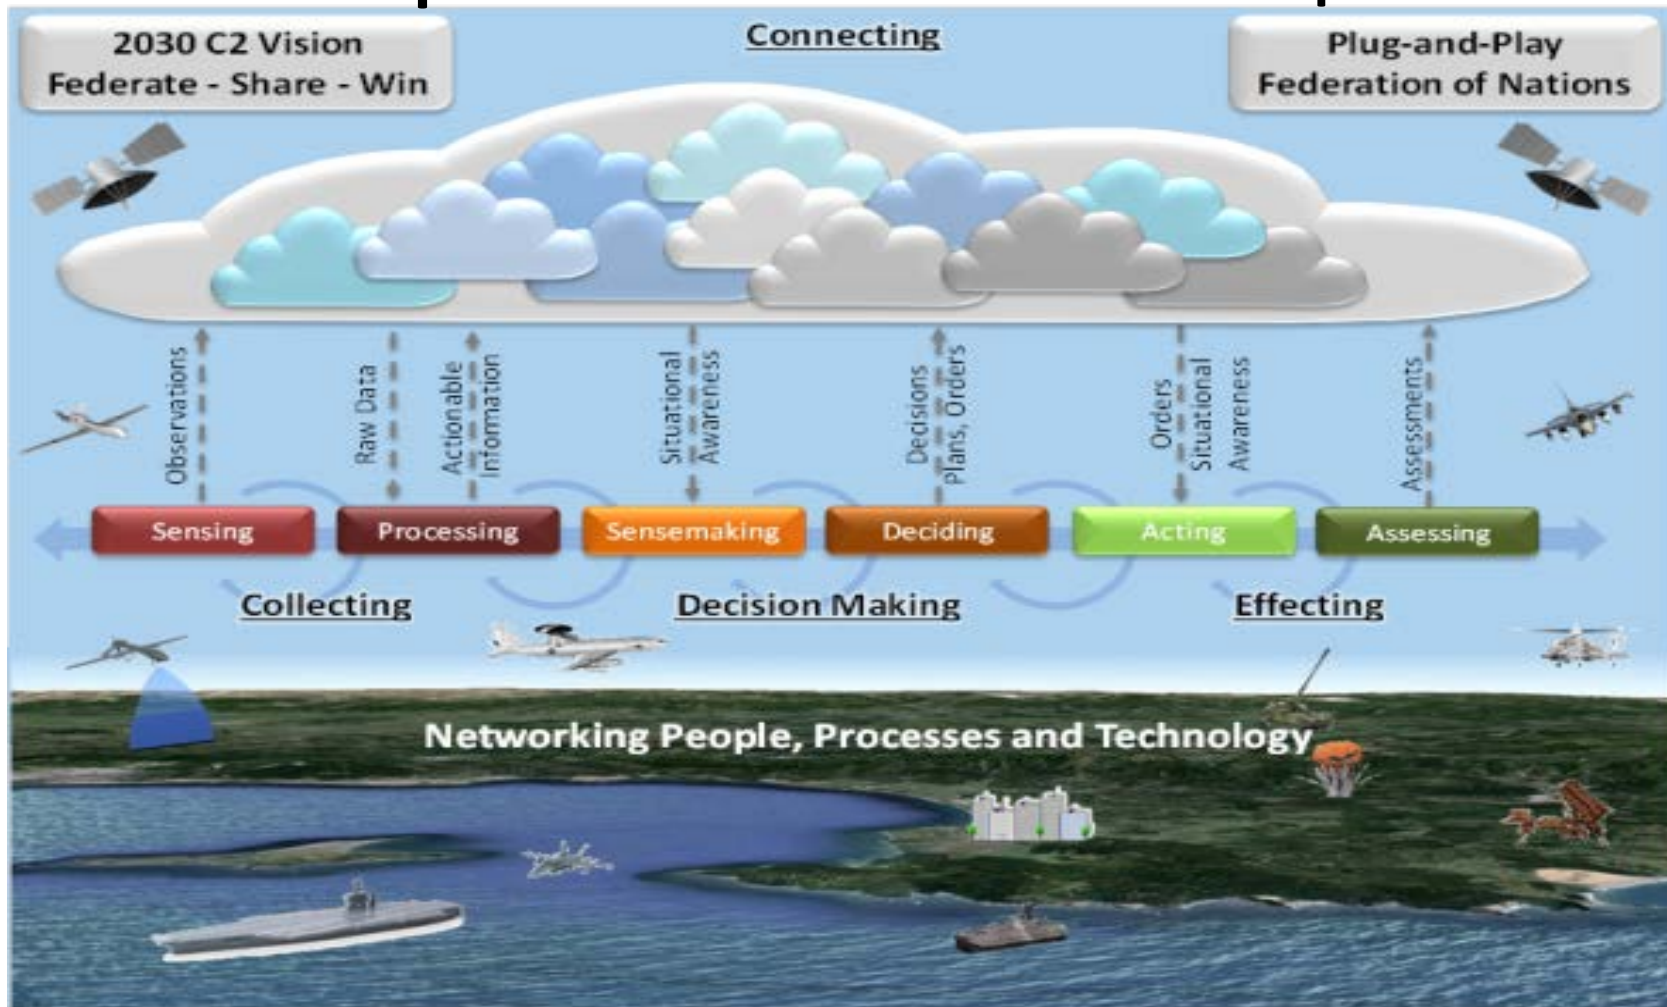 2030 C2 Vision
Federate - Share - Win
Connecting
Plug-and-Play
Federation of Nations
Observations
Raw Data
Actionable
Information
Situational
Awareness
Decisions
Plans, Orders
Orders
Situational
Awareness
Assessments
Sensing
Processing
Sensemaking
Deciding
Acting
Assessing
Collecting
Decision Making
Effecting
Networking People, Processes and Technology